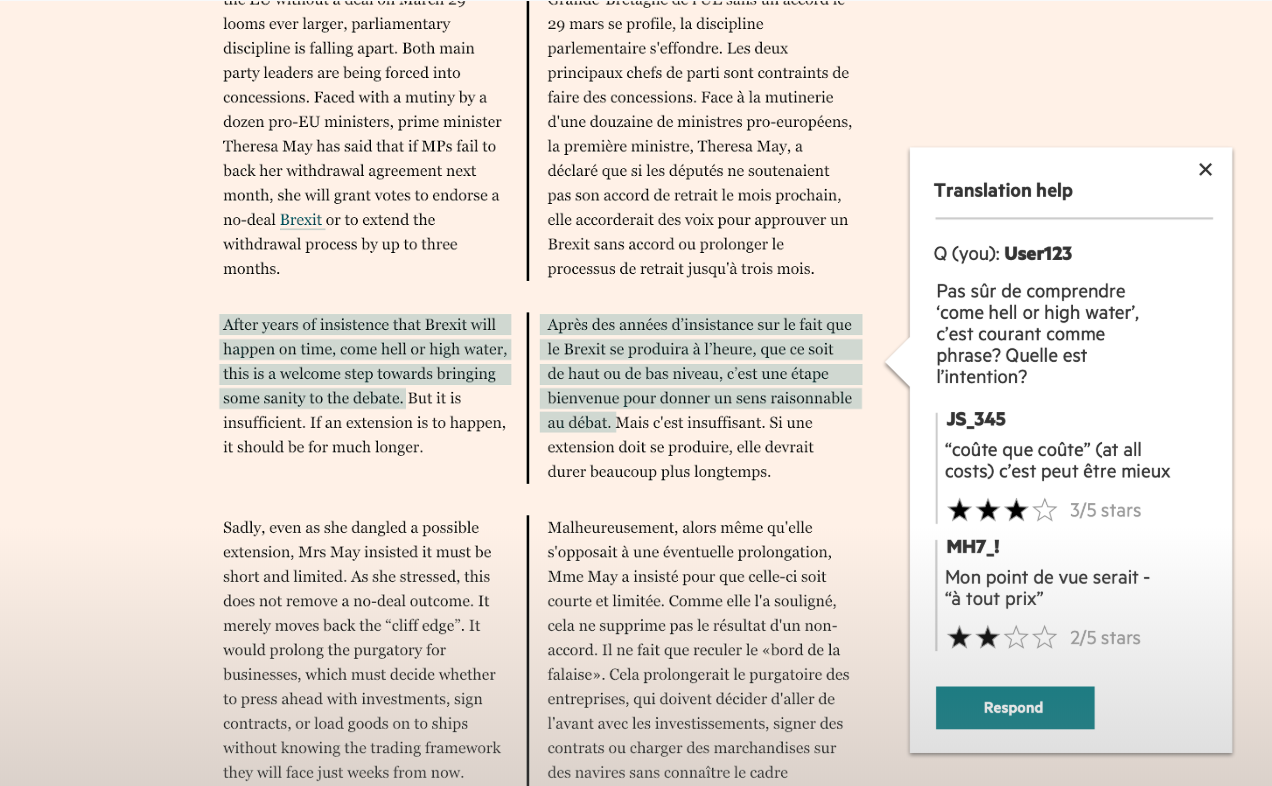 the EU without a deal on March 29
looms ever larger, parliamentary
discipline is falling apart. Both main
party leaders are being forced into
concessions. Faced with a mutiny by a
dozen pro-EU ministers, prime minister
Theresa May has said that if MPs fail to
back her withdrawal agreement next
month, she will grant votes to endorse a
no-deal Brexit or to extend the
withdrawal process by up to three
months.
After years of insistence that Brexit will
happen on time, come hell or high water,
this is a welcome step towards bringing
some sanity to the debate. But it is
insufficient. If an extension is to happen,
it should be for much longer.
Sadly, even as she dangled a possible
extension, Mrs May insisted it must be
short and limited. As she stressed, this
does not remove a no-deal outcome. It
merely moves back the “cliff edge”. It
would prolong the purgatory for
businesses, which must decide whether
to press ahead with investments, sign
contracts, or load goods on to ships
without knowing the trading framework
they will face just weeks from now.
Grande-Bretagne de l'UE sans un accord le
29 mars se profile, la discipline
parlementaire s'effondre. Les deux
principaux chefs de parti sont contraints de
faire des concessions. Face à la mutinerie
d'une douzaine de ministres pro-européens,
la première ministre, Theresa May, a
déclaré que si les députés ne soutenaient
pas son accord de retrait le mois prochain,
elle accorderait des voix pour approuver un
Brexit sans accord ou prolonger le
processus de retrait jusqu'à trois mois.
Après des années d’insistance sur le fait que
le Brexit se produira à l’heure, que ce soit
de haut ou de bas niveau, c’est une étape
bienvenue pour donner un sens raisonnable
au débat. Mais c'est insuffisant. Si une
extension doit se produire, elle devrait
durer beaucoup plus longtemps.
Malheureusement, alors même qu'elle
s'opposait à une éventuelle prolongation,
Mme May a insisté pour que celle-ci soit
courte et limitée. Comme elle l'a souligné,
cela ne supprime pas le résultat d'un non-
accord. Il ne fait que reculer le «bord de la
falaise». Cela prolongerait le purgatoire des
entreprises, qui doivent décider d'aller de
l'avant avec les investissements, signer des
contrats ou charger des marchandises sur
des navires sans connaître le cadre
Translation help
Q (you): User123
Pas sûr de comprendre
‘come hell or high water’,
c’est courant comme
phrase? Quelle est
l’intention?
JS_345
“coûte que coûte” (at all
costs) c’est peut être mieux
3/5 stars
MH7_!
Mon point de vue serait -
“à tout prix”
2/5 stars
Respond